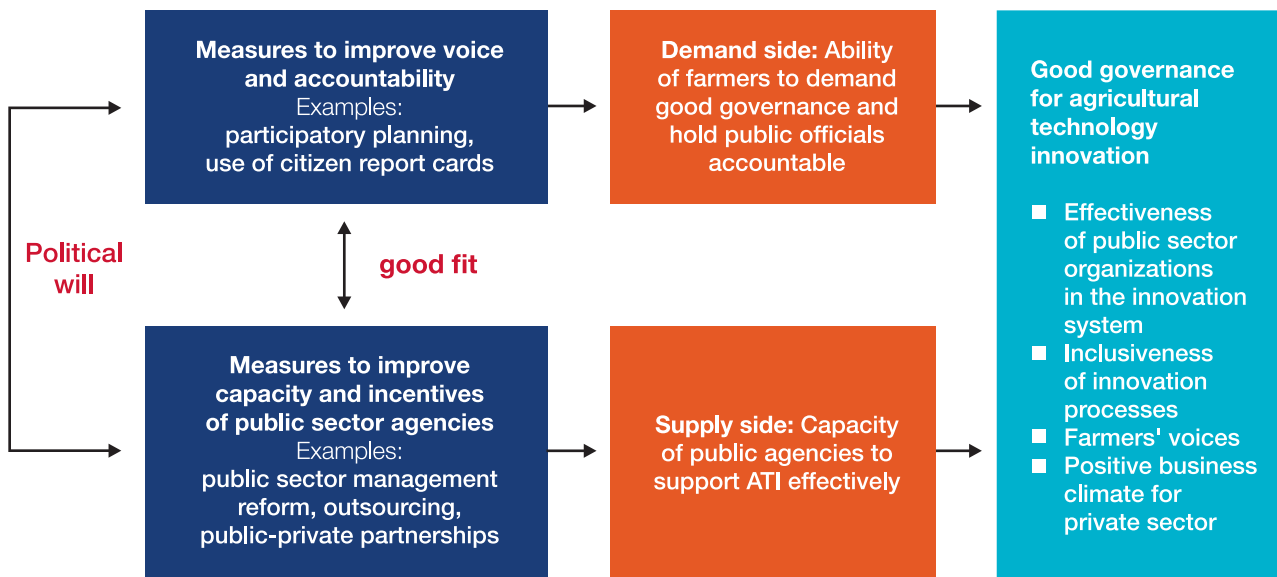 Measures to improve voice
and accountability
Examples:
participatory planning,
use of citizen report cards
Demand side: Ability
of farmers to demand
good governance and
hold public officials
accountable
Good governance
for agricultural
technology
innovation
Effectiveness
of public sector
organizations
in the innovation
system
Inclusiveness
of innovation
processes
Farmers' voices
Positive business
climate for
private sector
Political
will
good fit
Measures to improve
capacity and incentives
of public sector agencies
Examples:
public sector management
reform, outsourcing,
public-private partnerships
Supply side: Capacity
of public agencies to
support ATI effectively